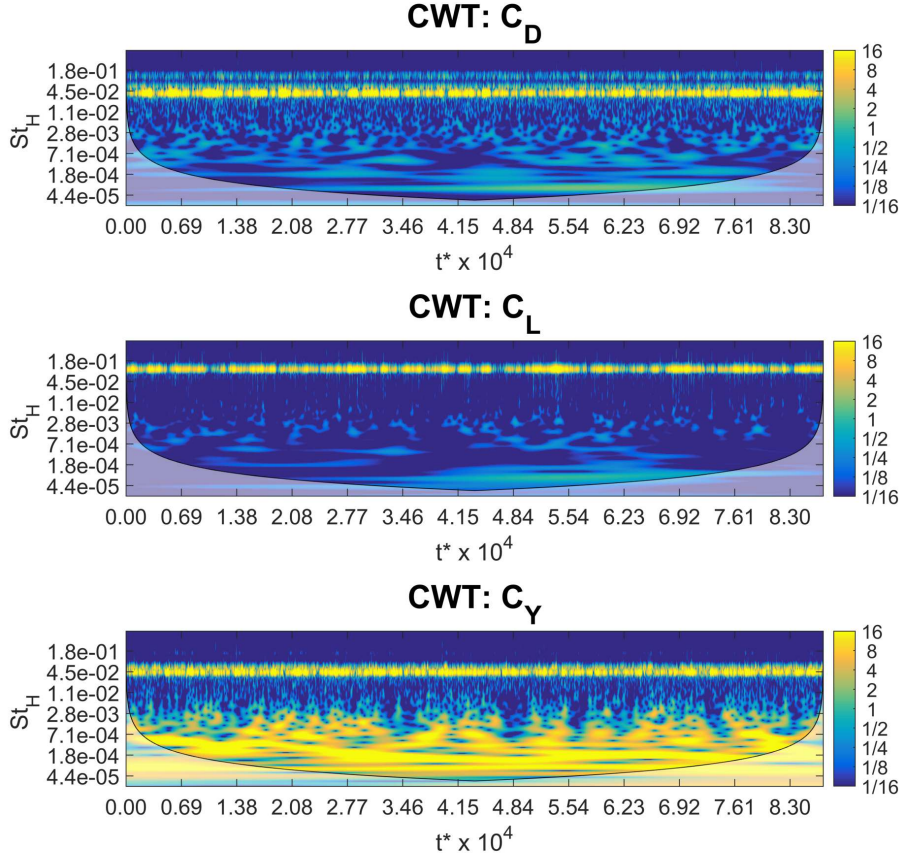 CWT: C_D
St_H
1.8e-01
4.5e-02
1.1e-02
2.8e-03
7.1e-04
1.8e-04
4.4e-05
16
8
4
2
1
1/2
1/4
1/8
1/16
0.00 0.69 1.38 2.08 2.77 3.46 4.15 4.84 5.54 6.23 6.92 7.61 8.30
t* x 10^4
CWT: C_L
St_H
1.8e-01
4.5e-02
1.1e-02
2.8e-03
7.1e-04
1.8e-04
4.4e-05
16
8
4
2
1
1/2
1/4
1/8
1/16
0.00 0.69 1.38 2.08 2.77 3.46 4.15 4.84 5.54 6.23 6.92 7.61 8.30
t* x 10^4
CWT: C_Y
St_H
1.8e-01
4.5e-02
1.1e-02
2.8e-03
7.1e-04
1.8e-04
4.4e-05
16
8
4
2
1
1/2
1/4
1/8
1/16
0.00 0.69 1.38 2.08 2.77 3.46 4.15 4.84 5.54 6.23 6.92 7.61 8.30
t* x 10^4